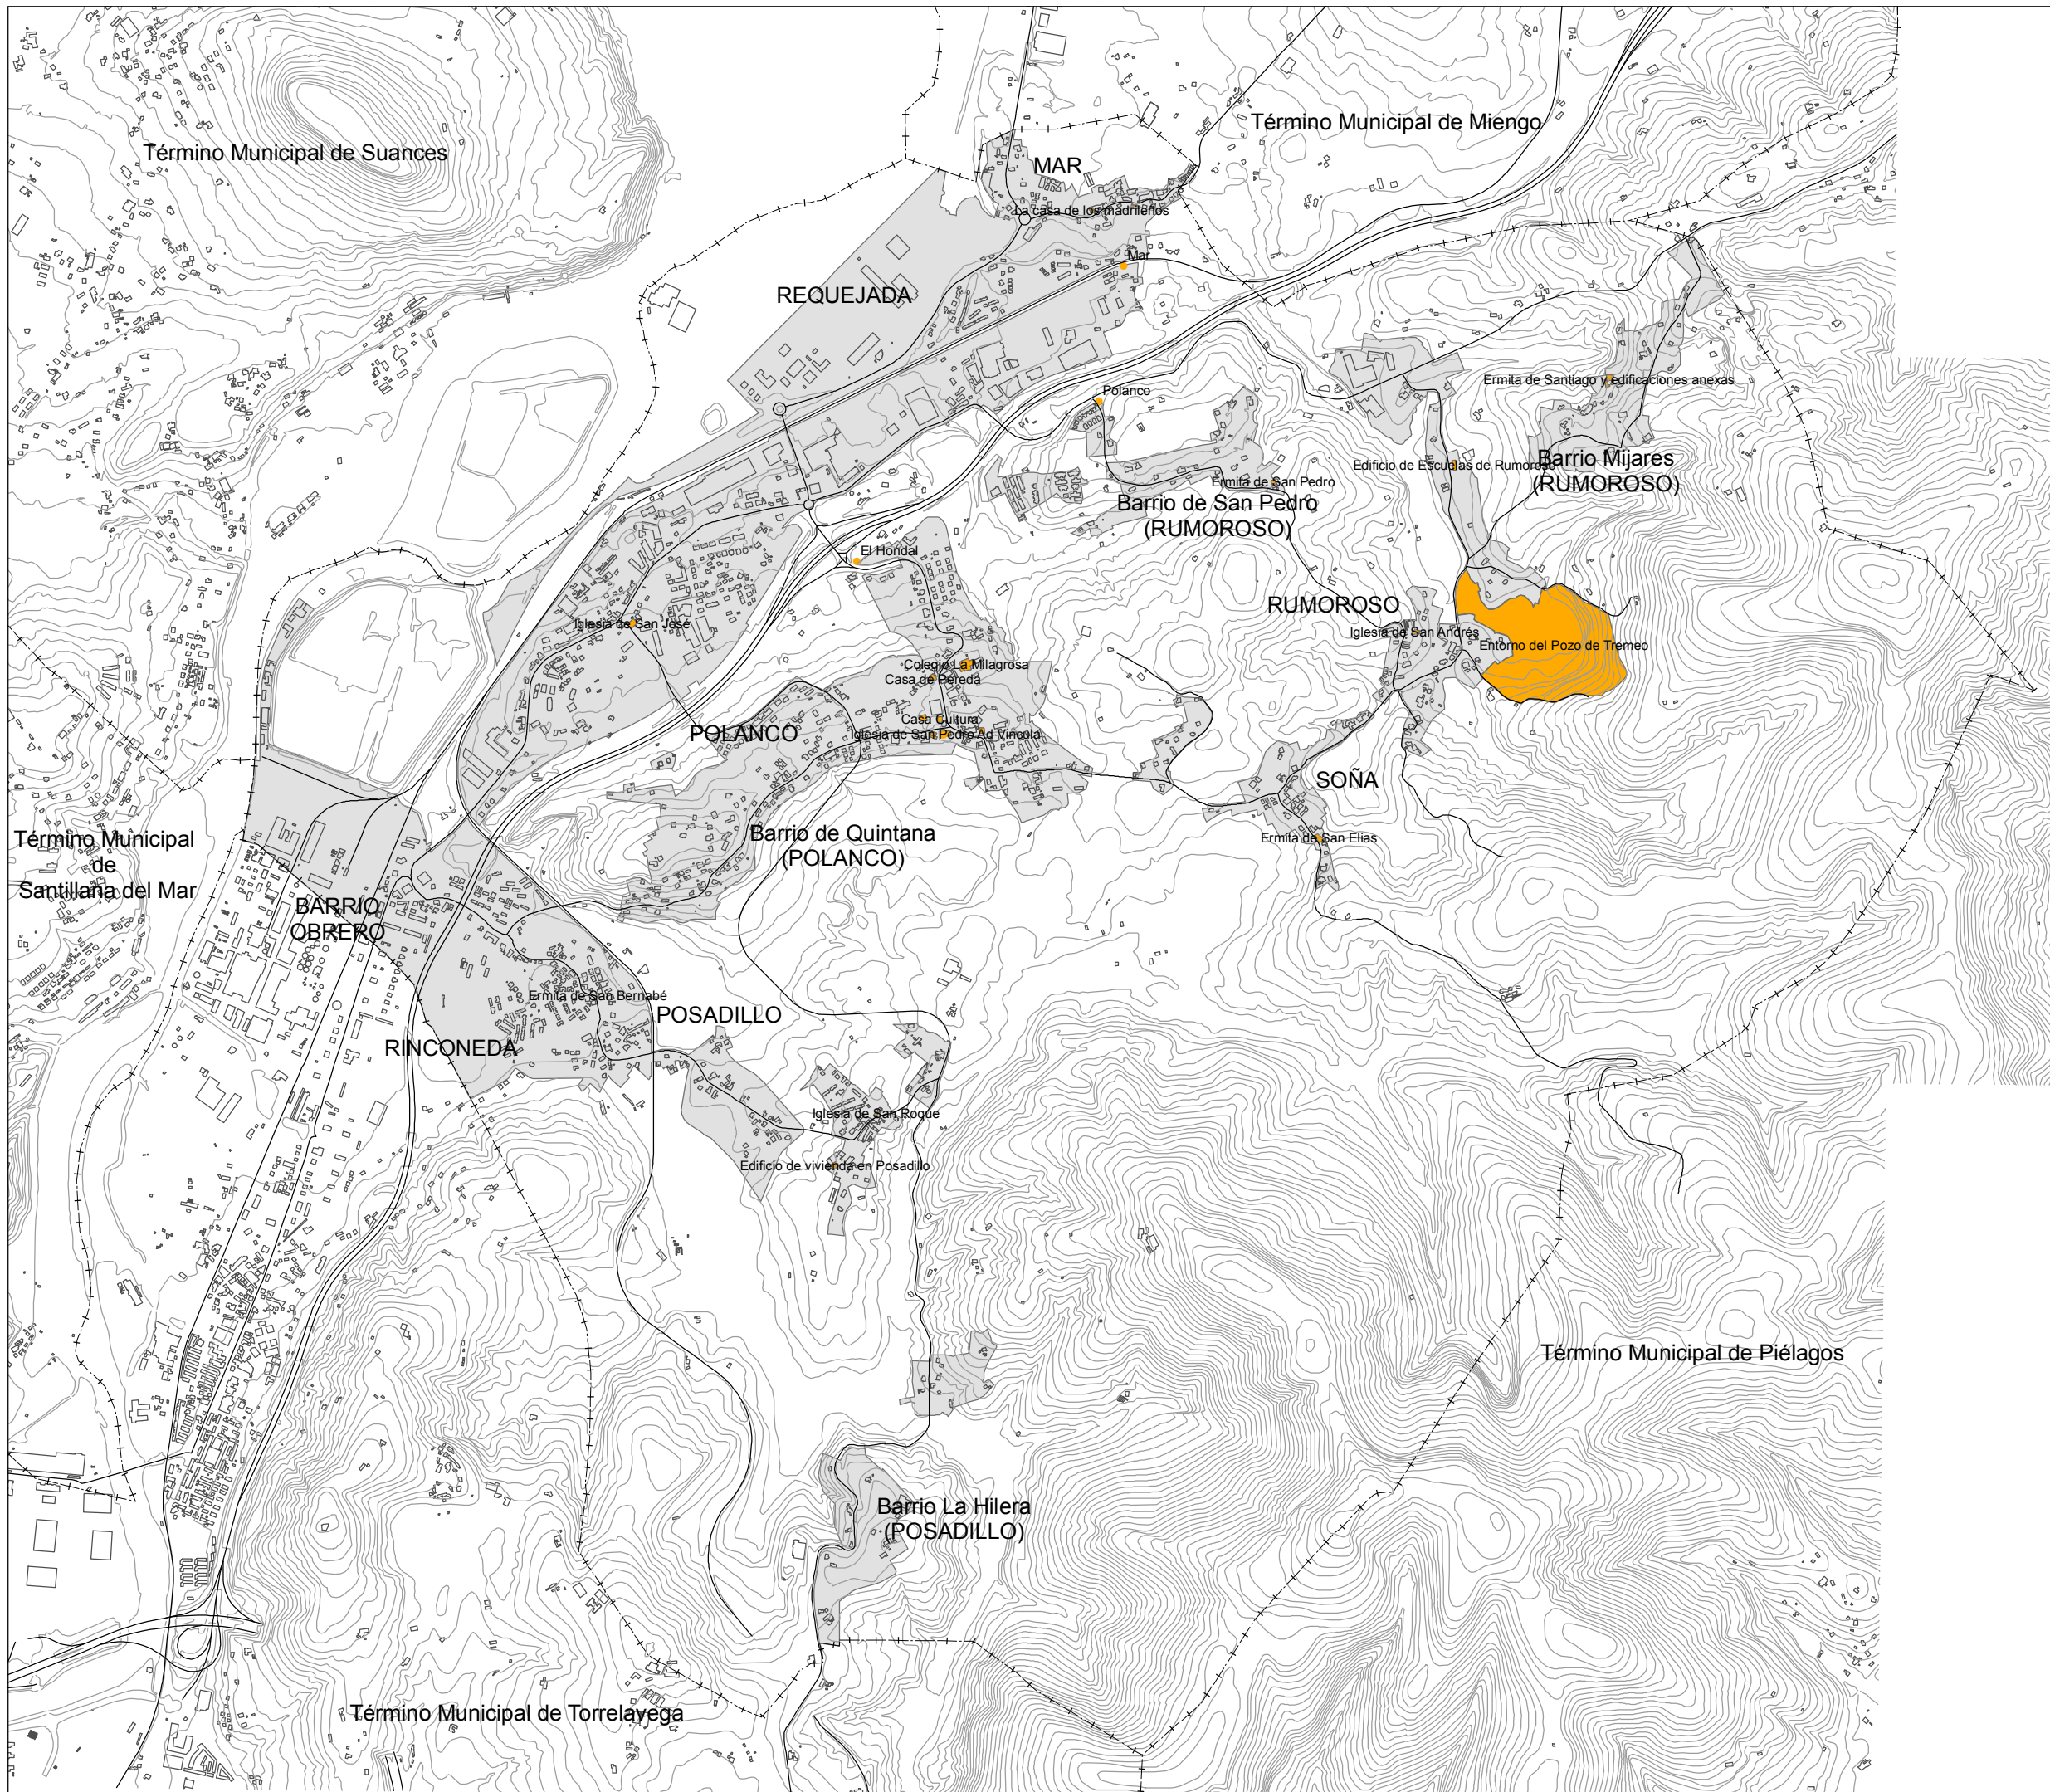 Término Municipal de Miengo
Término Municipal de Suances
MAR
La casa de los madrileños
Mar
REQUEJADA
Ermita de Santiago y edificaciones anexas
Polanco
Barrio Mijares
(RUMOROSO)
Edificio de Escuelas de Rumoroso
Ermita de San Pedro
Barrio de San Pedro
(RUMOROSO)
El Hondal
RUMOROSO
Iglesia de San José
Iglesia de San Andrés
Entorno del Pozo de Tremeo
Colegio La Milagrosa
Casa de Pereda
Casa Cultura
POLANCO
Iglesia de San Pedro Ad Vincola
SOÑA
Barrio de Quintana
(POLANCO)
Ermita de San Elias
Término Municipal
de
Santillana del Mar
BARRIO
OBRERO
Ermita de San Bernabé
POSADILLO
RINCONEDA
Iglesia de San Roque
Edificio de vivienda en Posadillo
Término Municipal de Piélagos
Barrio La Hilera
(POSADILLO)
Término Municipal de Torrelavega